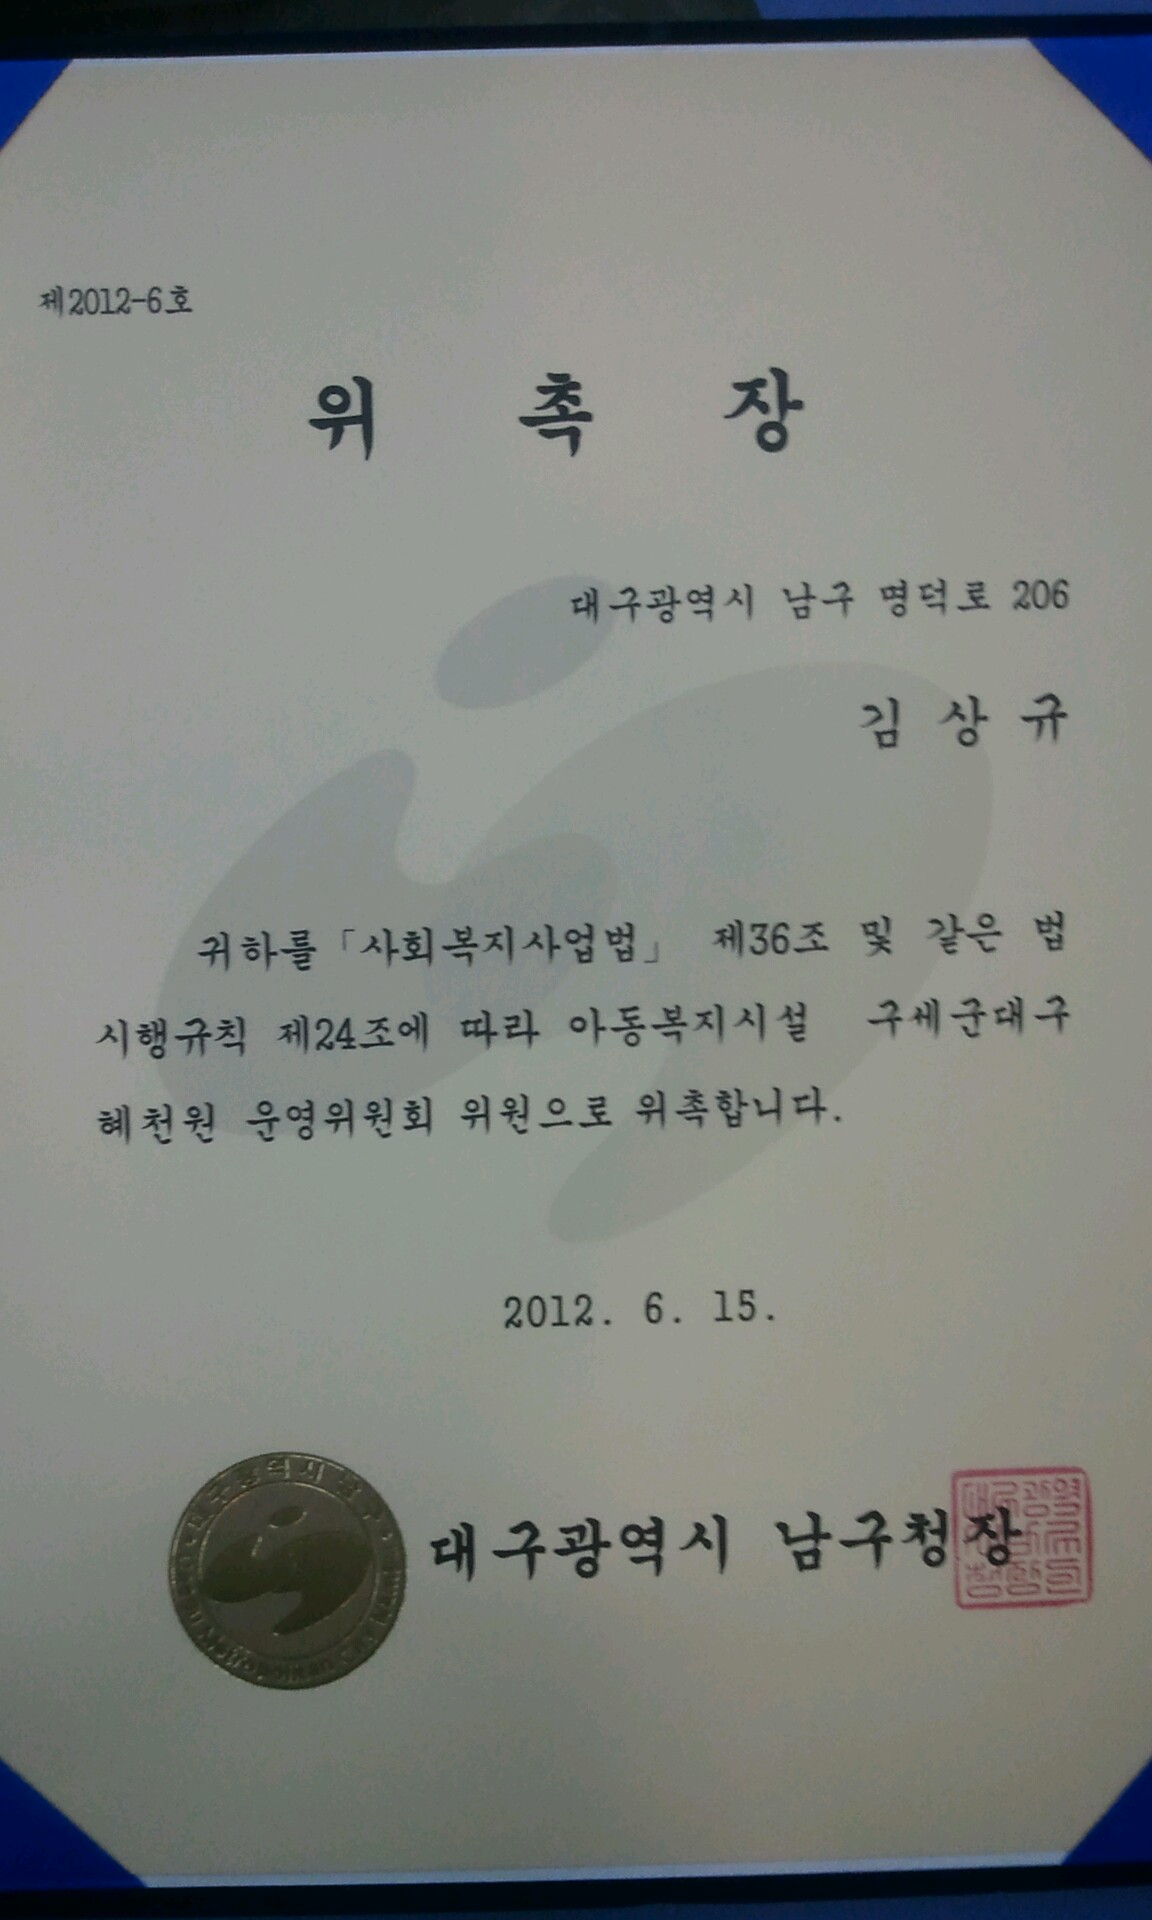 제2012-6호
위 촉 장
대구광역시 남구 명덕로 206
김 상 규
귀하를 「사회복지사업법」 제36조 및 같은 법
시행규칙 제24조에 따라 아동복지시설 구세군대구
혜천원 운영위원회 위원으로 위촉합니다.
2012. 6. 15.
대구광역시 남구청장